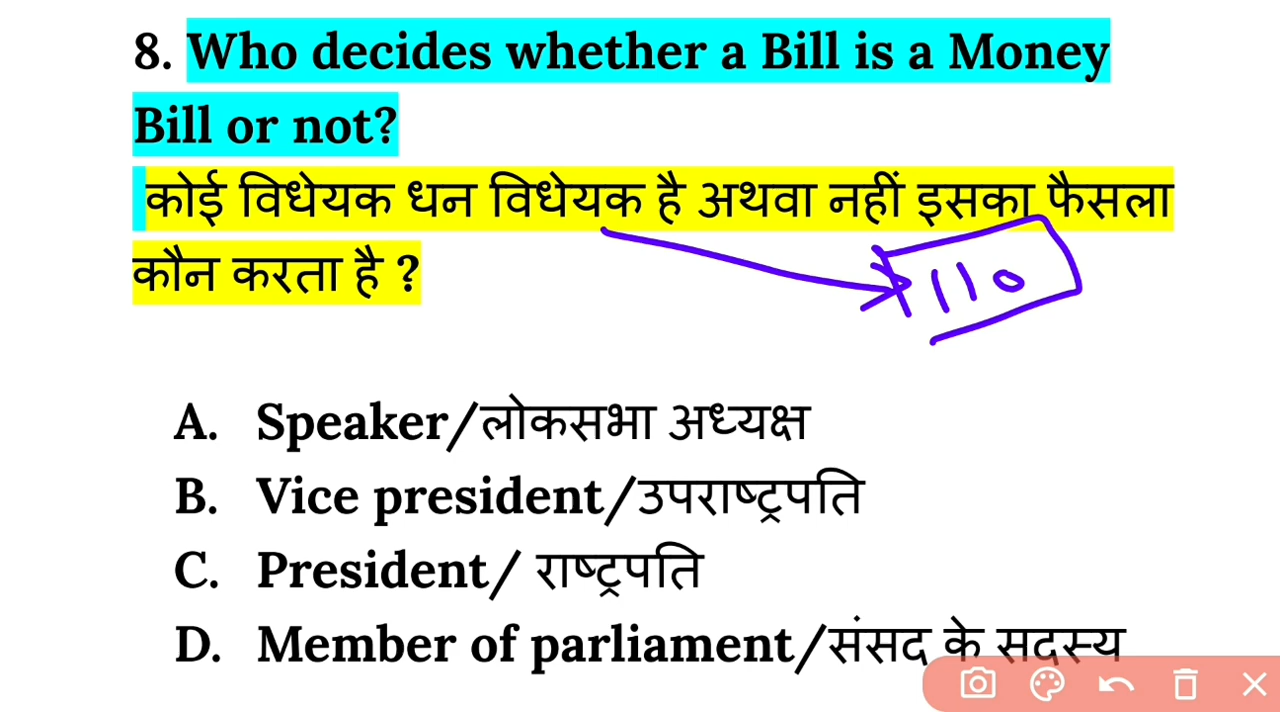 8. Who decides whether a Bill is a Money
Bill or not?
कोई विधेयक धन विधेयक है अथवा नहीं इसका फैसला
कौन करता है ?
110
A. Speaker/लोकसभा अध्यक्ष
B. Vice president/उपराष्ट्रपति
C. President/ राष्ट्रपति
D. Member of parliament/संसद के सदस्य